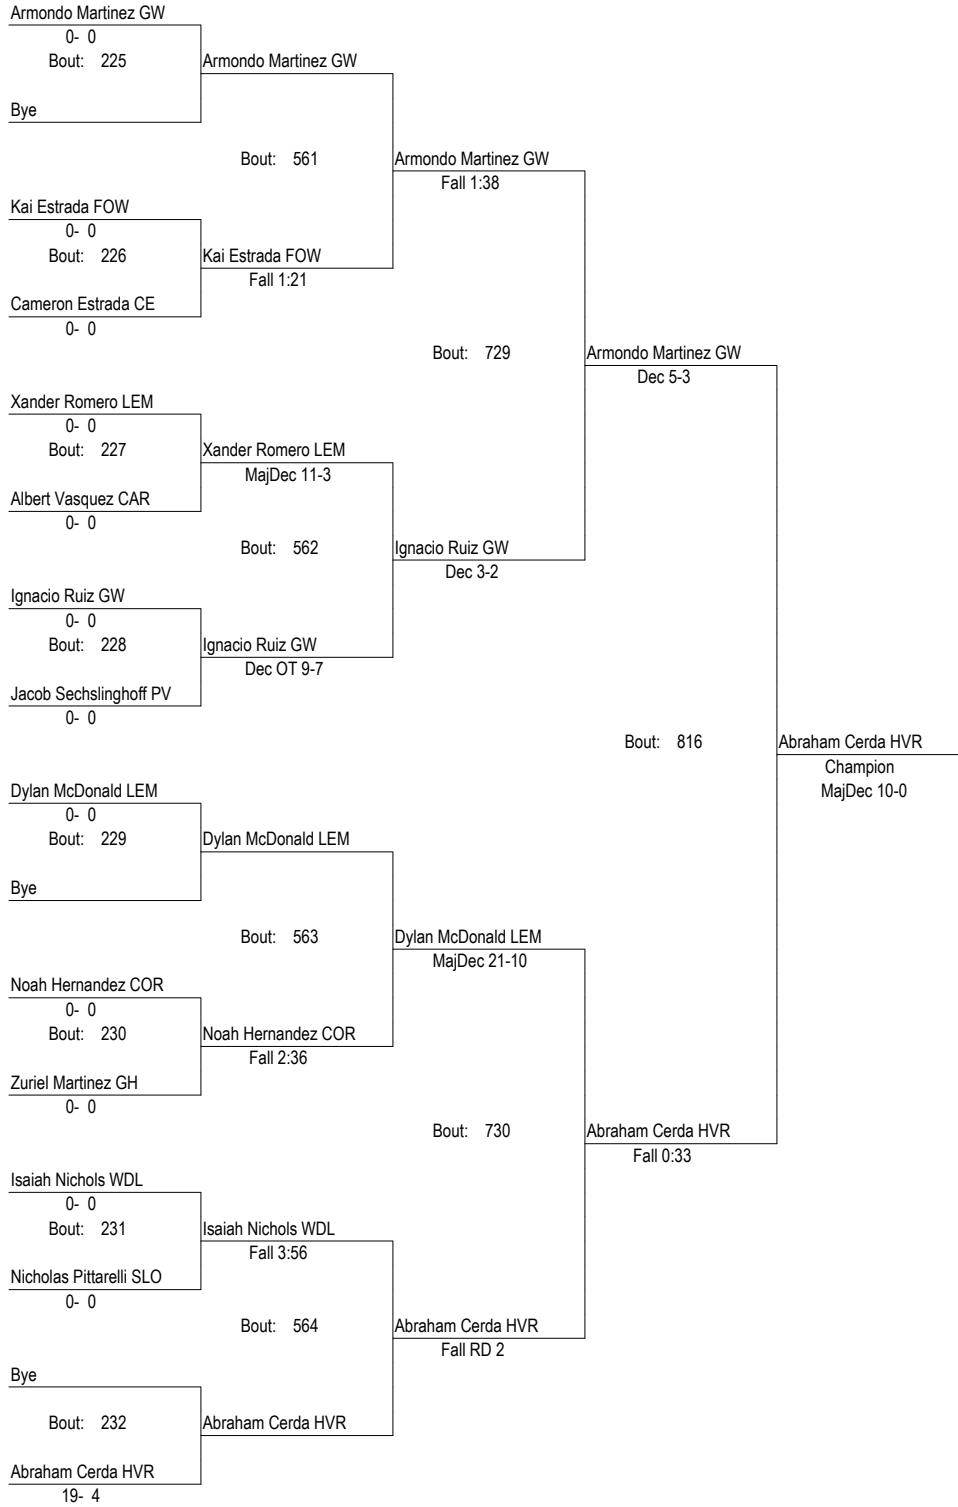 Armondo Martinez GW
0- 0
Bout: 225
Armondo Martinez GW
Bye
Bout: 561
Armondo Martinez GW
Fall 1:38
Kai Estrada FOW
0- 0
Bout: 226
Kai Estrada FOW
Fall 1:21
Cameron Estrada CE
0- 0
Bout: 729
Armondo Martinez GW
Dec 5-3
Xander Romero LEM
0- 0
Bout: 227
Xander Romero LEM
MajDec 11-3
Albert Vasquez CAR
0- 0
Bout: 562
Ignacio Ruiz GW
Dec 3-2
Ignacio Ruiz GW
0- 0
Bout: 228
Ignacio Ruiz GW
Dec OT 9-7
Jacob Sechslinghoff PV
0- 0
Bout: 816
Abraham Cerda HVR
Champion
MajDec 10-0
Dylan McDonald LEM
0- 0
Bout: 229
Dylan McDonald LEM
Bye
Bout: 563
Dylan McDonald LEM
MajDec 21-10
Noah Hernandez COR
0- 0
Bout: 230
Noah Hernandez COR
Fall 2:36
Zuriel Martinez GH
0- 0
Bout: 730
Abraham Cerda HVR
Fall 0:33
Isaiah Nichols WDL
0- 0
Bout: 231
Isaiah Nichols WDL
Fall 3:56
Nicholas Pittarelli SLO
0- 0
Bout: 564
Abraham Cerda HVR
Fall RD 2
Bye
Bout: 232
Abraham Cerda HVR
Abraham Cerda HVR
19- 4